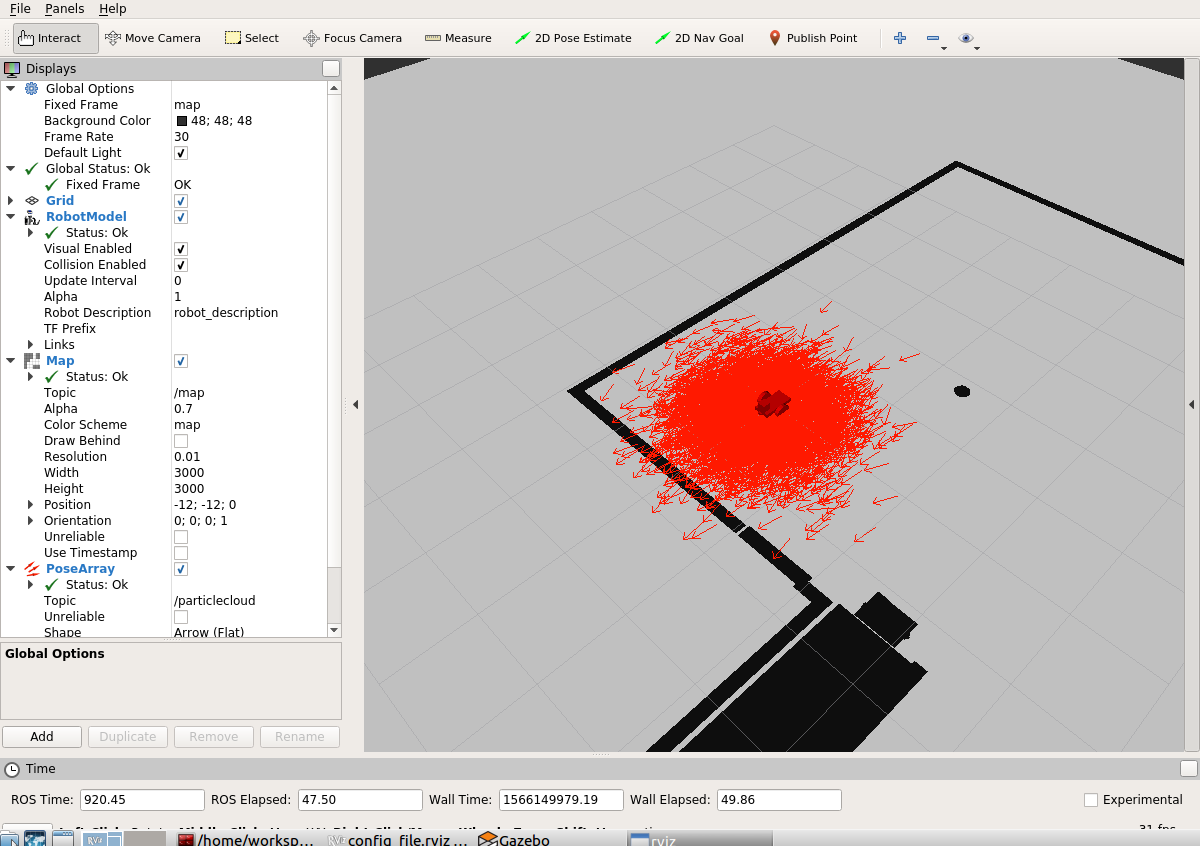 File Panels Help
Interact Move Camera Select Focus Camera Measure 2D Pose Estimate 2D Nav Goal Publish Point
Displays
Global Options
Fixed Frame map
Background Color 48; 48; 48
Frame Rate 30
Default Light
Global Status: Ok
Fixed Frame OK
Grid
RobotModel
Status: Ok
Visual Enabled
Collision Enabled
Update Interval 0
Alpha 1
Robot Description robot_description
TF Prefix
Links
Map
Status: Ok
Topic /map
Alpha 0.7
Color Scheme map
Draw Behind
Resolution 0.01
Width 3000
Height 3000
Position -12; -12; 0
Orientation 0; 0; 0; 1
Unreliable
Use Timestamp
PoseArray
Status: Ok
Topic /particlecloud
Unreliable
Shape Arrow (Flat)
Global Options
Add Duplicate Remove Rename
Time
ROS Time: 920.45 ROS Elapsed: 47.50 Wall Time: 1566149979.19 Wall Elapsed: 49.86 Experimental
31 fps
/home/worksp... config_file.rviz ... Gazebo rviz